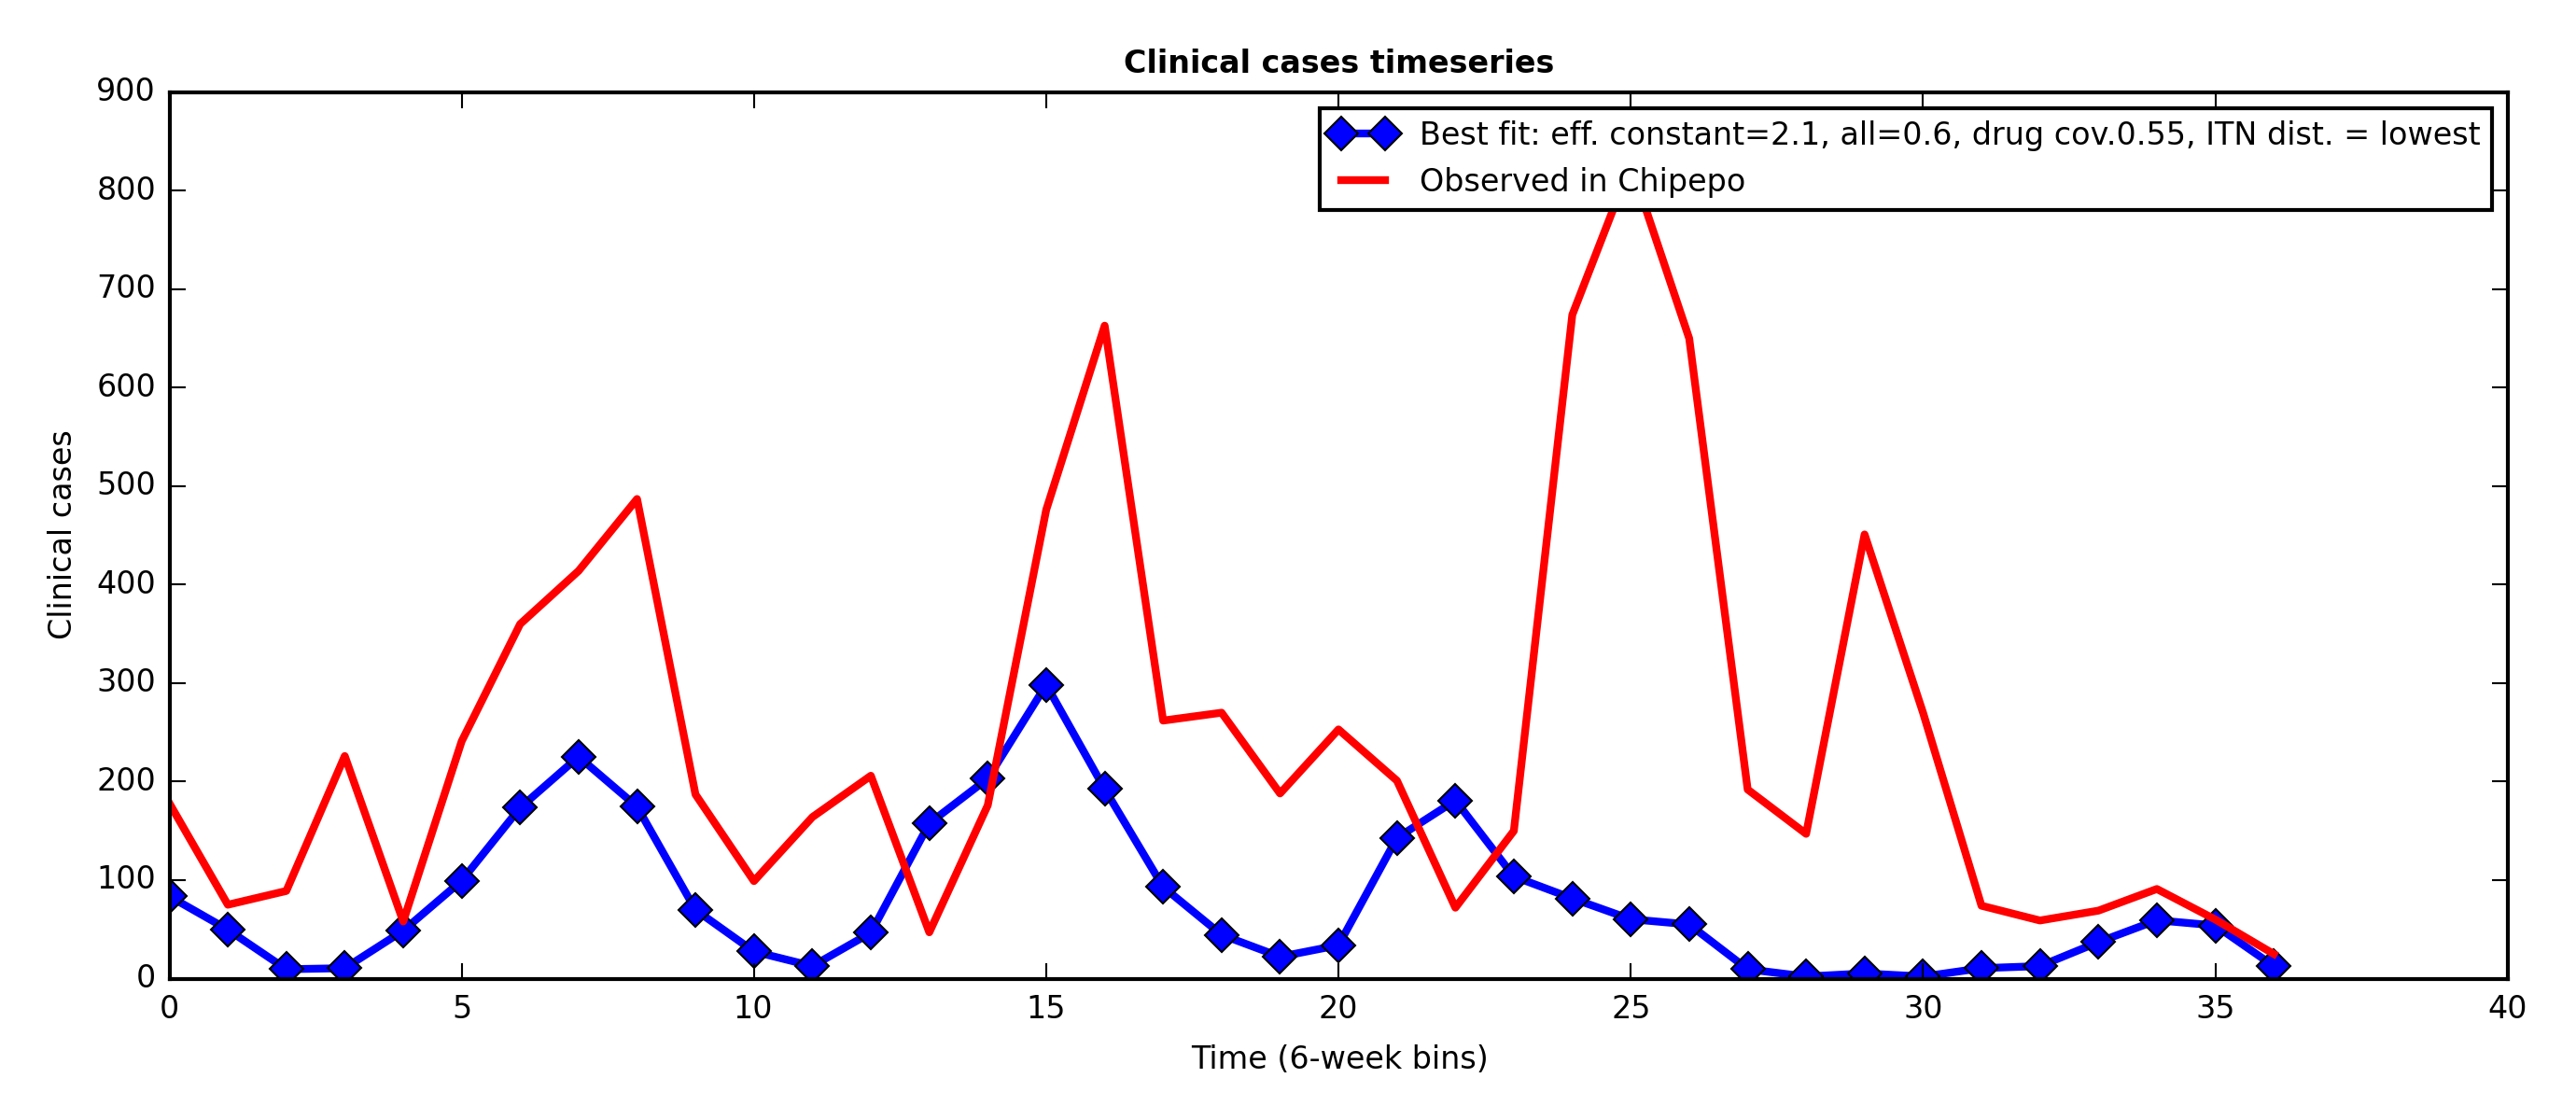 Clinical cases timeseries
900
800
700
600
500
400
300
200
100
0
Clinical cases
Best fit: eff. constant=2.1, all=0.6, drug cov.0.55, ITN dist. = lowest
Observed in Chipepo
0 5 10 15 20 25 30 35 40
Time (6-week bins)